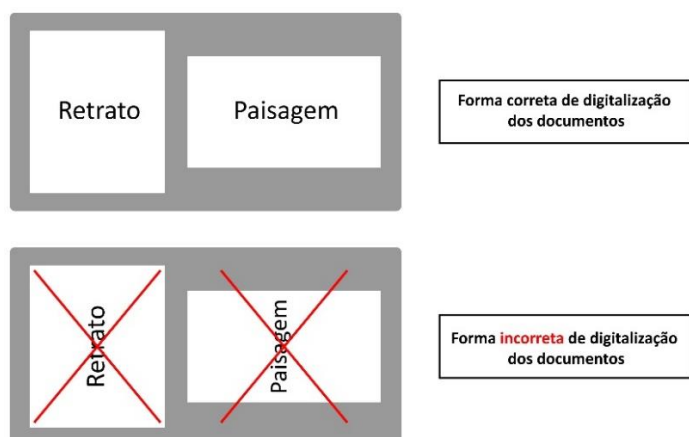 Retrato
Paisagem
Forma correta de digitalização
dos documentos
Retrato
Paisagem
Forma incorreta de digitalização
dos documentos